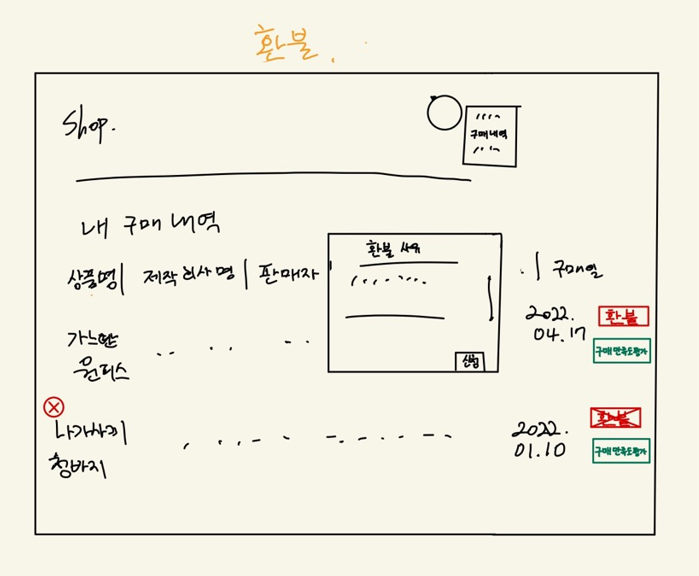 환불.
Shop.
구매내역
내 구매 내역
상품명| 제작회사명 | 판매자
| 구매일
환불 사유
신청
가느딴
원피스
2022.
04.17
환불
구매만족도평가
나가사키
청바지
2022.
01.10
환불
구매만족도평가